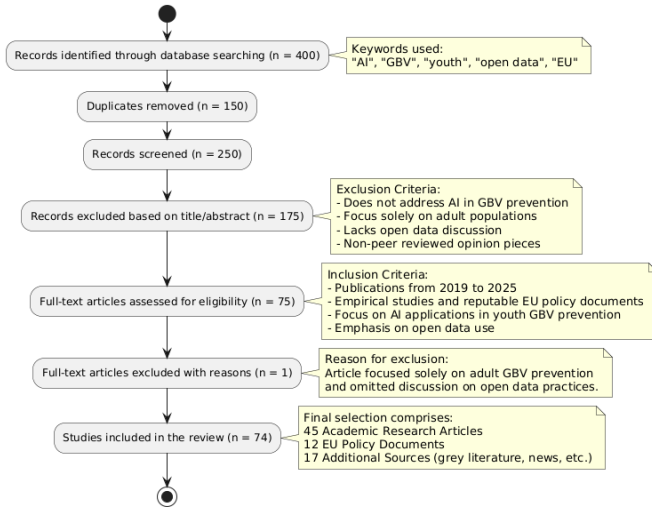 Records identified through database searching (n = 400)
Keywords used:
"AI", "GBV", "youth", "open data", "EU"
Duplicates removed (n = 150)
Records screened (n = 250)
Records excluded based on title/abstract (n = 175)
Exclusion Criteria:
- Does not address AI in GBV prevention
- Focus solely on adult populations
- Lacks open data discussion
- Non-peer reviewed opinion pieces
Full-text articles assessed for eligibility (n = 75)
Inclusion Criteria:
- Publications from 2019 to 2025
- Empirical studies and reputable EU policy documents
- Focus on AI applications in youth GBV prevention
- Emphasis on open data use
Full-text articles excluded with reasons (n = 1)
Reason for exclusion:
Article focused solely on adult GBV prevention
and omitted discussion on open data practices.
Studies included in the review (n = 74)
Final selection comprises:
45 Academic Research Articles
12 EU Policy Documents
17 Additional Sources (grey literature, news, etc.)